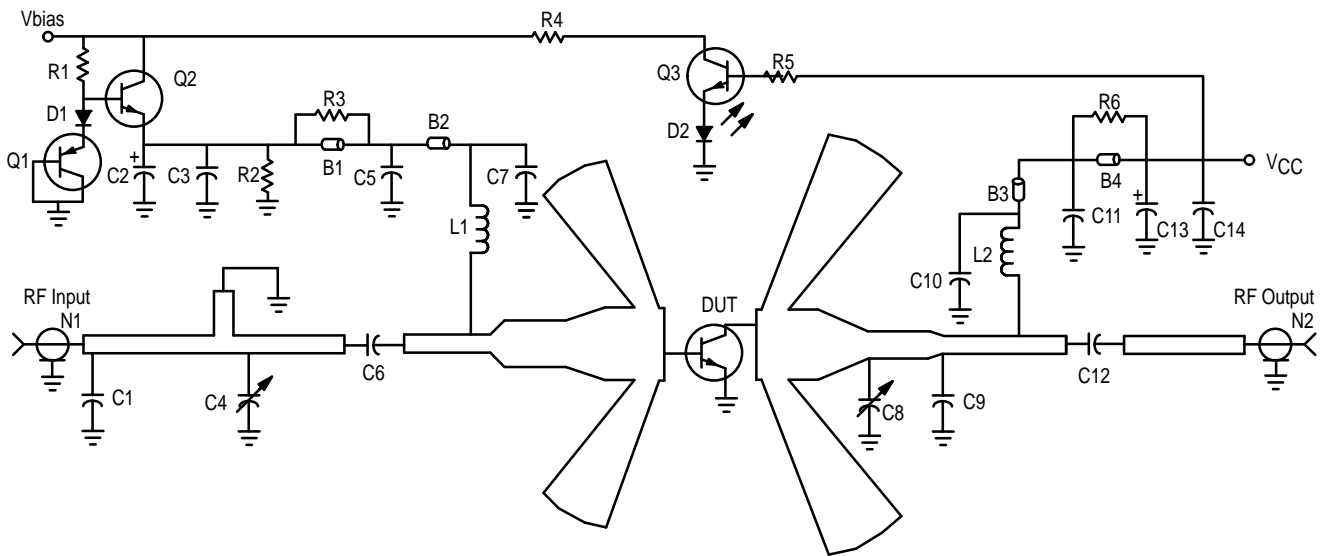 Vbias
R4
R1
Q2
Q3
R5
D1
R3
R6
B2
D2
Q1
C2
+
C3
R2
B1
C5
C7
B3
B4
VCC
L1
C11
+
C13
C14
L2
C10
RF Input
N1
DUT
RF Output
N2
C6
C12
C1
C4
C8
C9